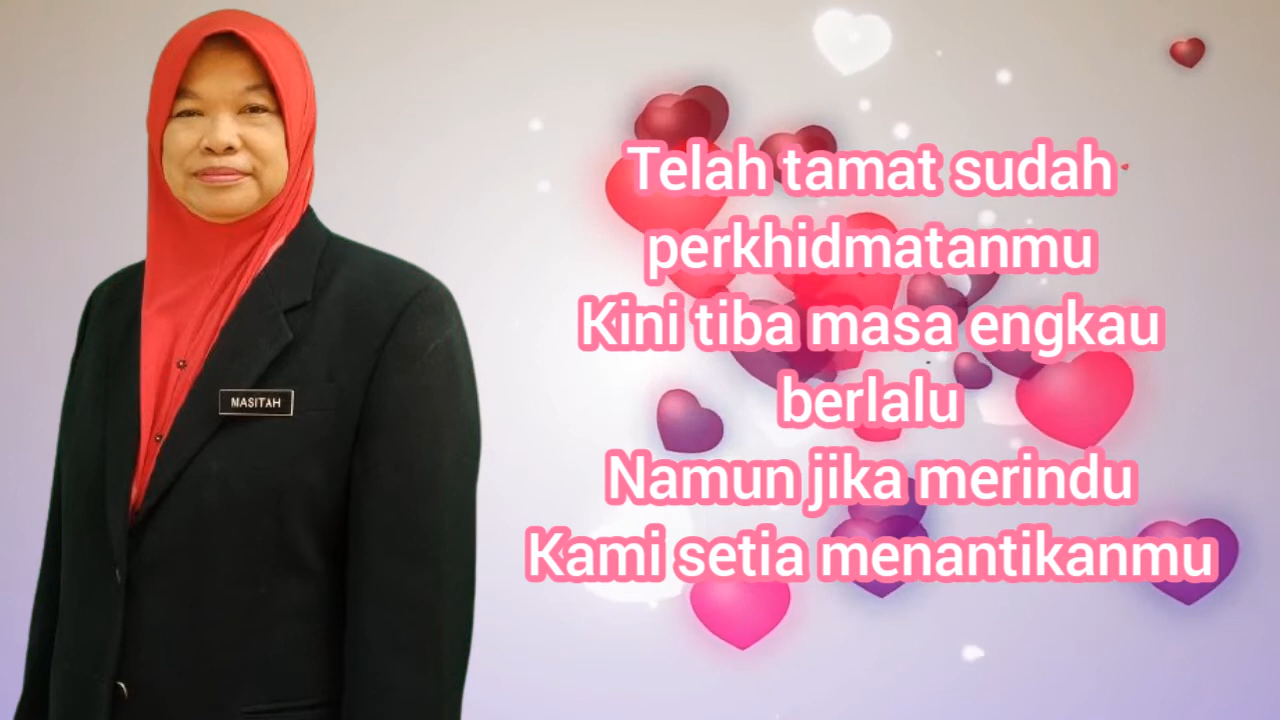 MASITAH
Telah tamat sudah
perkhidmatanmu
Kini tiba masa engkau
berlalu
Namun jika merindu
Kami setia menantikanmu